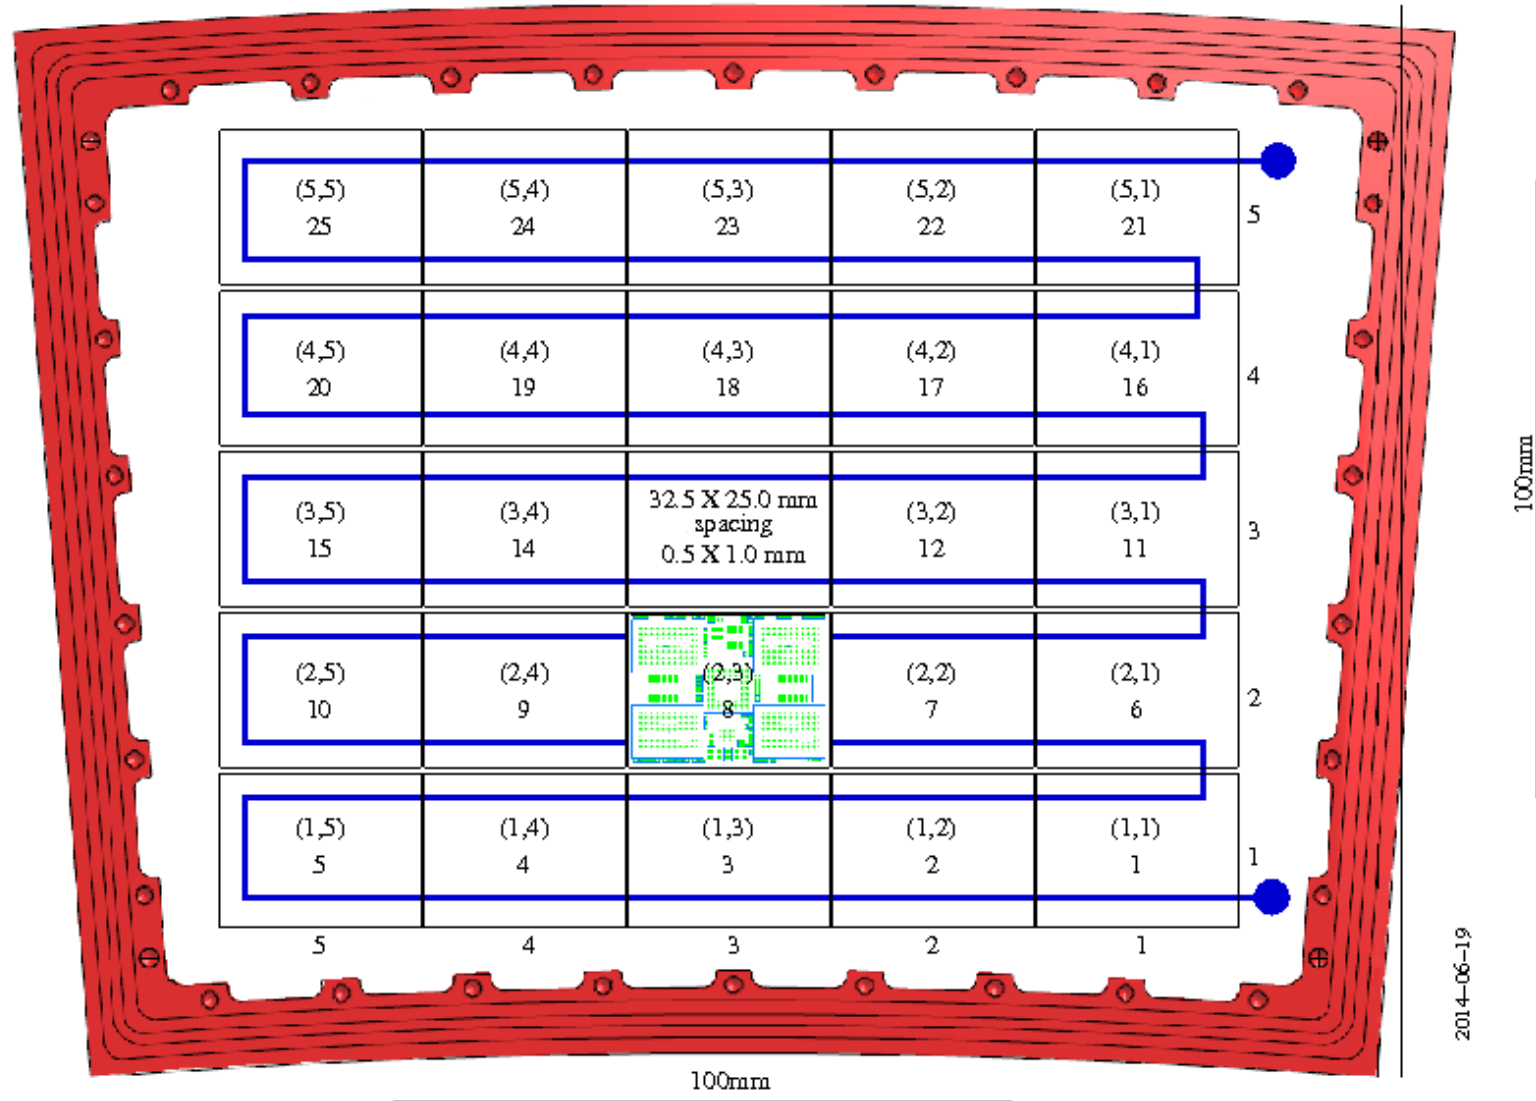 (5,5) (5,4) (5,3) (5,2) (5,1)
25 24 23 22 21
5
(4,5) (4,4) (4,3) (4,2) (4,1)
20 19 18 17 16
4
(3,5) (3,4) 32.5 X 25.0 mm (3,2) (3,1)
spacing
15 14 0.5 X 1.0 mm 12 11
3
(2,5) (2,4) (2,3) (2,2) (2,1)
10 9 8 7 6
2
(1,5) (1,4) (1,3) (1,2) (1,1)
5 4 3 2 1
1
5 4 3 2 1
100mm
100mm
2014-06-19